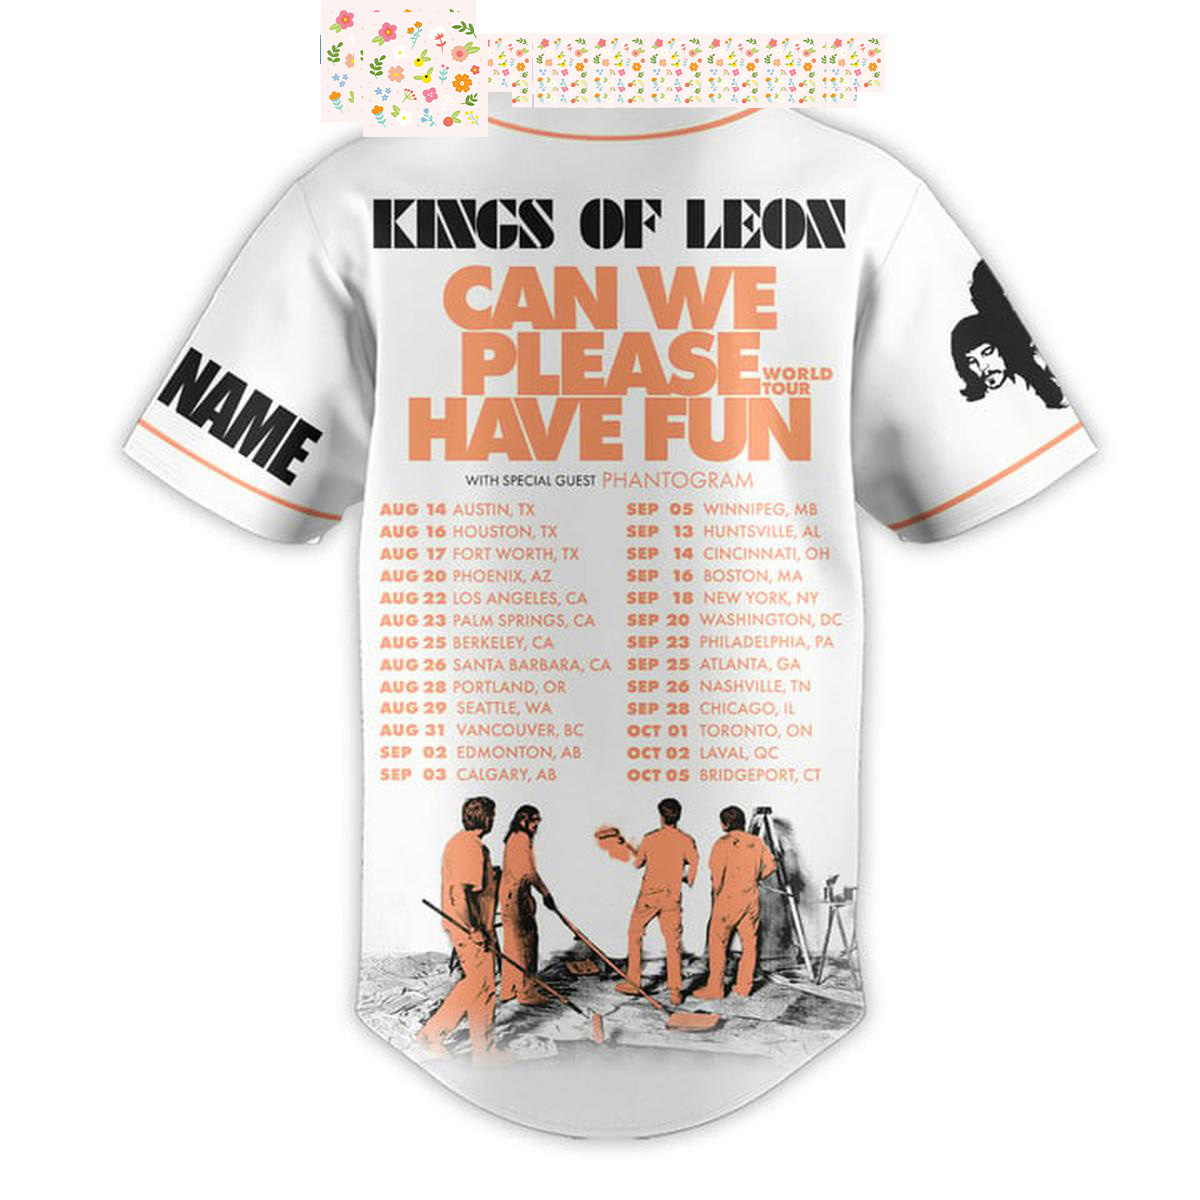 KINGS OF LEON
CAN WE
PLEASE
WORLD
TOUR
HAVE FUN
WITH SPECIAL GUEST PHANTOGRAM
NAME
AUG 14 AUSTIN, TX
AUG 16 HOUSTON, TX
AUG 17 FORT WORTH, TX
AUG 20 PHOENIX, AZ
AUG 22 LOS ANGELES, CA
AUG 23 PALM SPRINGS, CA
AUG 25 BERKELEY, CA
AUG 26 SANTA BARBARA, CA
AUG 28 PORTLAND, OR
AUG 29 SEATTLE, WA
AUG 31 VANCOUVER, BC
SEP 02 EDMONTON, AB
SEP 03 CALGARY, AB
SEP 05 WINNIPEG, MB
SEP 13 HUNTSVILLE, AL
SEP 14 CINCINNATI, OH
SEP 16 BOSTON, MA
SEP 18 NEW YORK, NY
SEP 20 WASHINGTON, DC
SEP 23 PHILADELPHIA, PA
SEP 25 ATLANTA, GA
SEP 26 NASHVILLE, TN
SEP 28 CHICAGO, IL
OCT 01 TORONTO, ON
OCT 02 LAVAL, QC
OCT 05 BRIDGEPORT, CT